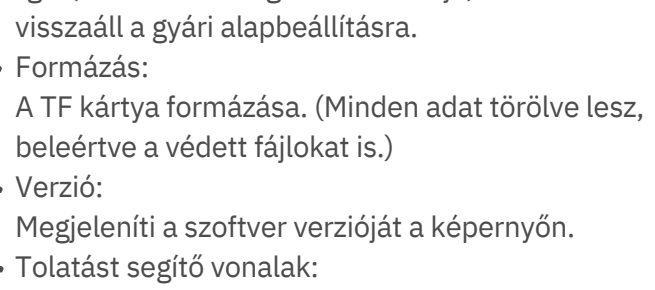 visszaáll a gyári alapbeállításra.
• Formázás:
A TF kártya formázása. (Minden adat törölve lesz,
beleértve a védett fájlokat is.)
• Verzió:
Megjeleníti a szoftver verzióját a képernyőn.
• Tolatást segítő vonalak: